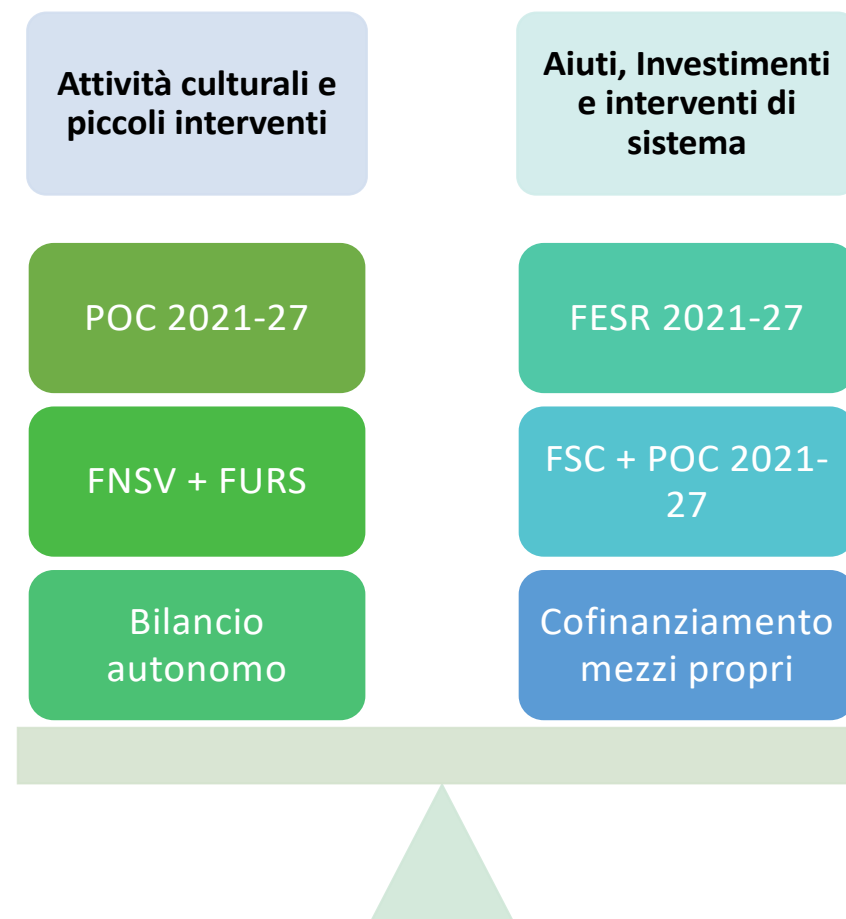 Attività culturali e
piccoli interventi
Aiuti, Investimenti
e interventi di
sistema
POC 2021-27
FESR 2021-27
FNSV + FURS
FSC + POC 2021-
27
Bilancio
autonomo
Cofinanziamento
mezzi propri